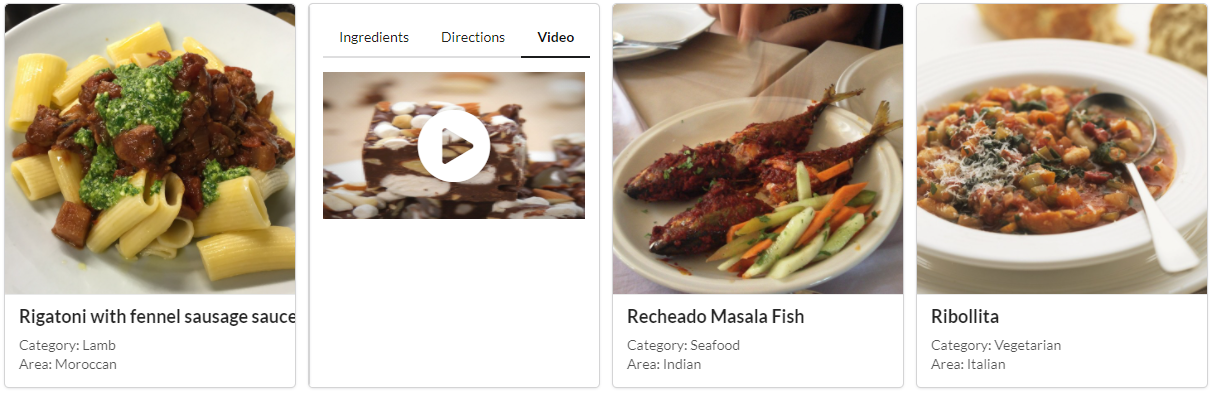 Rigatoni with fennel sausage sauce
Category: Lamb
Area: Moroccan
Ingredients Directions Video
Recheado Masala Fish
Category: Seafood
Area: Indian
Ribollita
Category: Vegetarian
Area: Italian